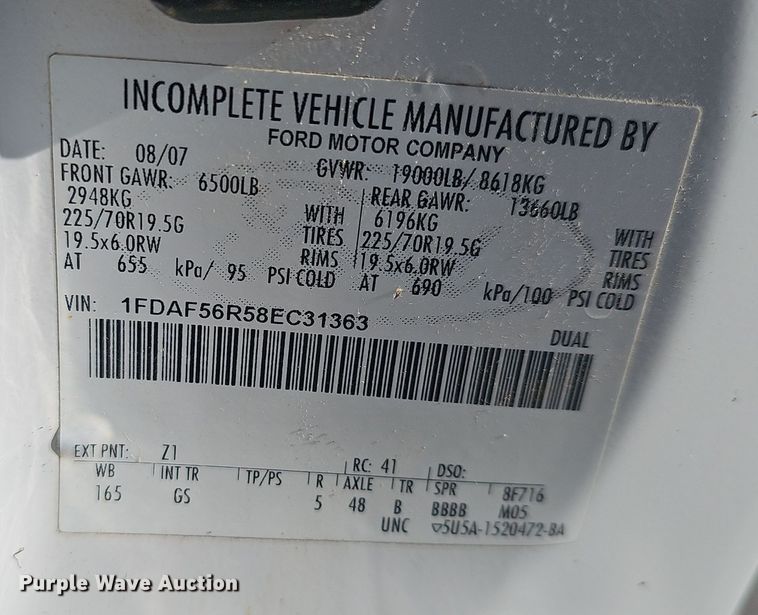 INCOMPLETE VEHICLE MANUFACTURED BY
FORD MOTOR COMPANY
DATE: 08/07 GVWR: 19000LB/ 8618KG
FRONT GAWR: 6500LB REAR GAWR: 13660LB
2948KG WITH 6196KG WITH
225/70R19.5G TIRES 225/70R19.5G TIRES
19.5x6.0RW RIMS 19.5x6.0RW RIMS
AT 655 kPa/ 95 PSI COLD AT 690 kPa/100 PSI COLD
VIN: 1FDAF56R58EC31363 DUAL
EXT PNT: Z1 RC: 41 DSO:
WB INT TR TP/PS R AXLE TR SPR 8F716
165 GS 5 48 B BBBB M05
UNC ▽5U5A-1520472-BA
Purple Wave Auction